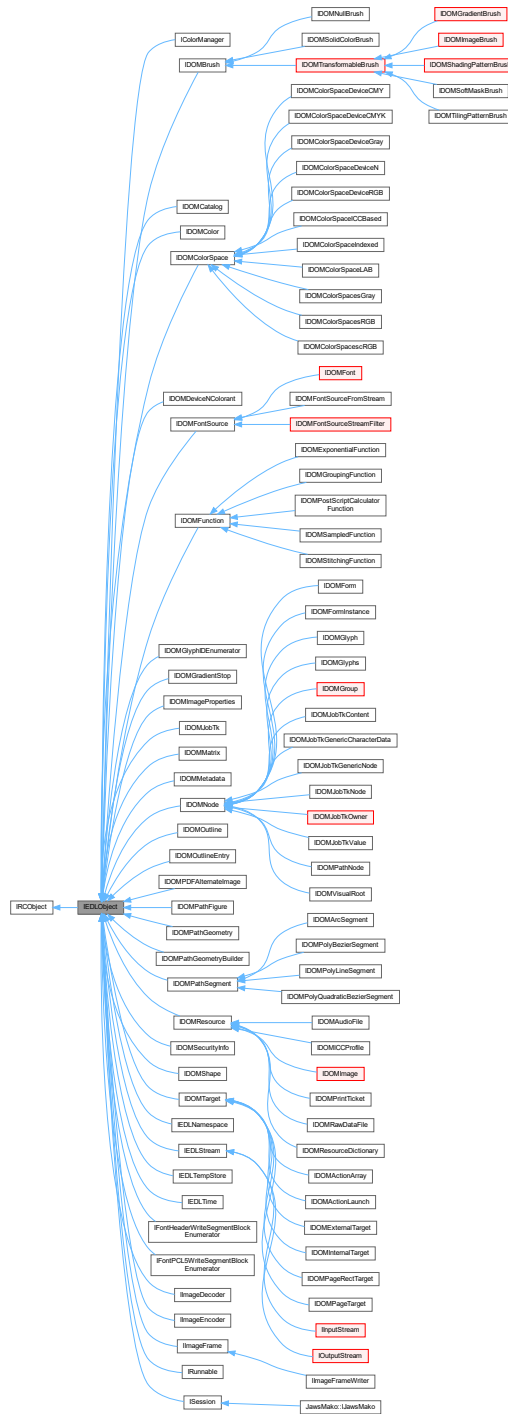 IDOMGradientBrush
IDOMNullBrush
IDOMImageBrush
IColorManager
IDOMSolidColorBrush
IDOMBrush
IDOMTransformableBrush
IDOMShadingPatternBrush
IDOMSoftMaskBrush
IDOMColorSpaceDeviceCMY
IDOMTilingPatternBrush
IDOMColorSpaceDeviceCMYK
IDOMColorSpaceDeviceGray
IDOMColorSpaceDeviceN
IDOMColorSpaceDeviceRGB
IDOMCatalog
IDOMColorSpaceICCBased
IDOMColor
IDOMColorSpaceIndexed
IDOMColorSpace
IDOMColorSpaceLAB
IDOMColorSpacesGray
IDOMColorSpacesRGB
IDOMColorSpacescRGB
IDOMFont
IDOMDeviceNColorant
IDOMFontSourceFromStream
IDOMFontSource
IDOMFontSourceStreamFilter
IDOMExponentialFunction
IDOMGroupingFunction
IDOMPostScriptCalculator
Function
IDOMFunction
IDOMSampledFunction
IDOMStitchingFunction
IDOMForm
IDOMFormInstance
IDOMGlyph
IDOMGlyphIDEnumerator
IDOMGlyphs
IDOMGradientStop
IDOMGroup
IDOMImageProperties
IDOMJobTkContent
IDOMJobTk
IDOMJobTkGenericCharacterData
IDOMMatrix
IDOMJobTkGenericNode
IDOMMetadata
IDOMJobTkNode
IDOMNode
IDOMJobTkOwner
IDOMOutline
IDOMJobTkValue
IDOMOutlineEntry
IDOMPathNode
IDOMPDFAlternateImage
IDOMVisualRoot
IRCObject
IEDLObject
IDOMPathFigure
IDOMArcSegment
IDOMPathGeometry
IDOMPolyBezierSegment
IDOMPathGeometryBuilder
IDOMPolyLineSegment
IDOMPathSegment
IDOMPolyQuadraticBezierSegment
IDOMResource
IDOMAudioFile
IDOMSecurityInfo
IDOMICCProfile
IDOMShape
IDOMImage
IDOMTarget
IDOMPrintTicket
IEDLNamespace
IDOMRawDataFile
IEDLStream
IDOMResourceDictionary
IEDLTempStore
IDOMActionArray
IEDLTime
IDOMActionLaunch
IFontHeaderWriteSegmentBlock
Enumerator
IDOMExternalTarget
IDOMInternalTarget
IFontPCL5WriteSegmentBlock
Enumerator
IDOMPageRectTarget
IImageDecoder
IDOMPageTarget
IImageEncoder
IInputStream
IImageFrame
IOutputStream
IRunnable
IImageFrameWriter
ISession
JawsMako::IJawsMako